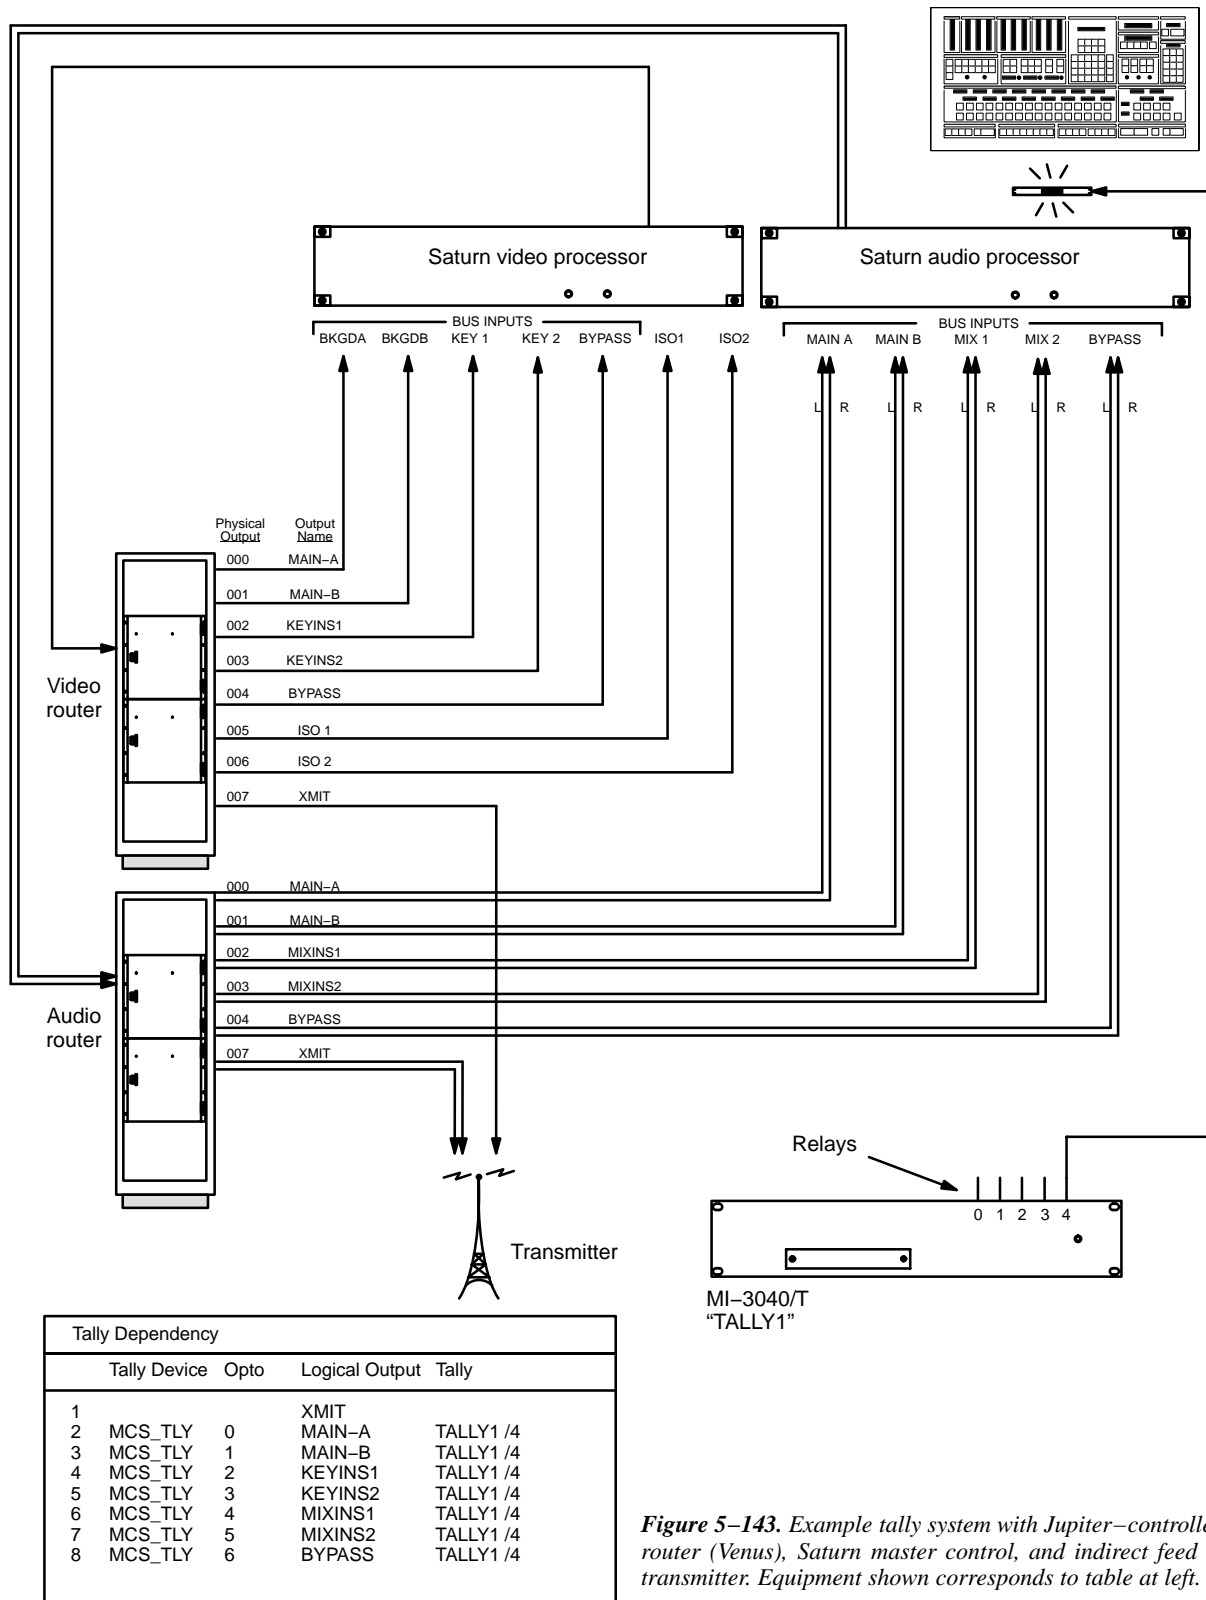 Saturn video processor
Saturn audio processor
BUS INPUTS
BKGDA BKGDB KEY 1 KEY 2 BYPASS ISO1 ISO2
BUS INPUTS
MAIN A MAIN B MIX 1 MIX 2 BYPASS
L R L R L R L R L R
Physical Output
Output Name
000 MAIN–A
001 MAIN–B
002 KEYINS1
003 KEYINS2
004 BYPASS
005 ISO 1
006 ISO 2
007 XMIT
Video
router
000 MAIN–A
001 MAIN–B
002 MIXINS1
003 MIXINS2
004 BYPASS
007 XMIT
Audio
router
Relays
0 1 2 3 4
Transmitter
MI–3040/T
“TALLY1”
Tally Dependency
Tally Device Opto Logical Output Tally
1 XMIT
2 MCS_TLY 0 MAIN–A TALLY1 /4
3 MCS_TLY 1 MAIN–B TALLY1 /4
4 MCS_TLY 2 KEYINS1 TALLY1 /4
5 MCS_TLY 3 KEYINS2 TALLY1 /4
6 MCS_TLY 4 MIXINS1 TALLY1 /4
7 MCS_TLY 5 MIXINS2 TALLY1 /4
8 MCS_TLY 6 BYPASS TALLY1 /4
Figure 5–143. Example tally system with Jupiter–controlle
router (Venus), Saturn master control, and indirect feed
transmitter. Equipment shown corresponds to table at left.